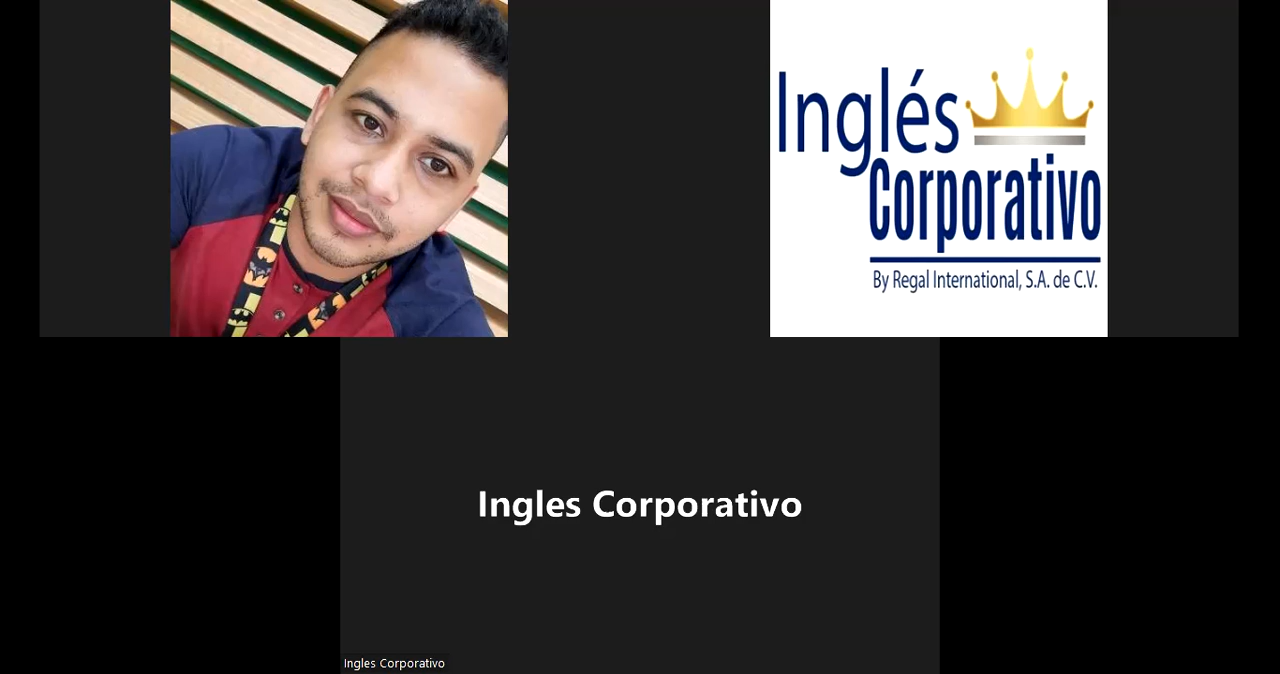 Inglés
Corporativo
By Regal International, S.A. de C.V.
Ingles Corporativo
Ingles Corporativo